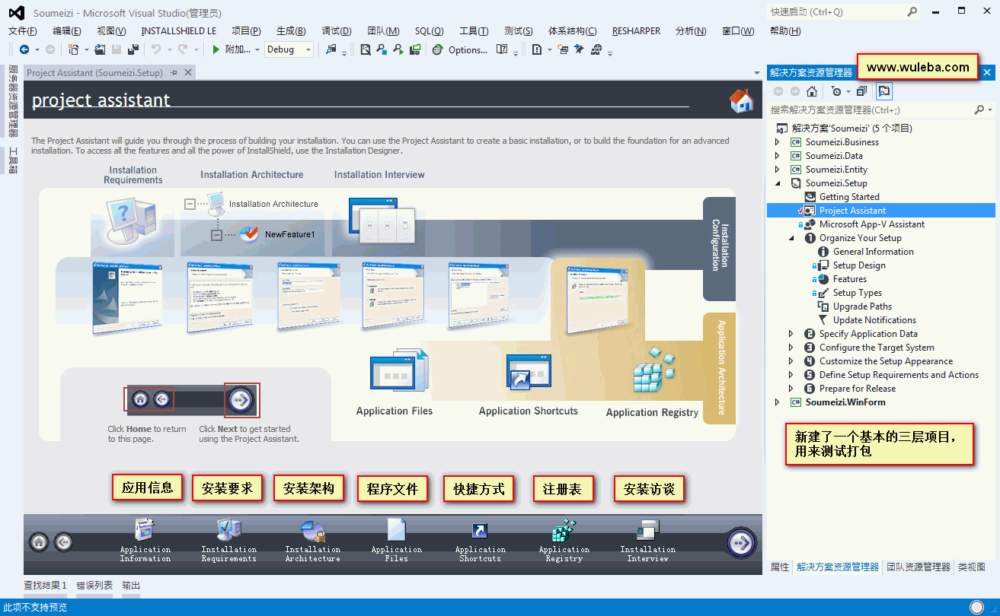 Soumeizi - Microsoft Visual Studio(管理员)
快速启动 (Ctrl+Q)
文件(F) 编辑(E) 视图(V) INSTALLSHIELD LE 项目(P) 生成(B) 调试(D) 团队(M) SQL(Q) 工具(T) 测试(S) 体系结构(C) RESHARPER 分析(N) 窗口(W) 帮助(H)
附加... Debug Options...
服务器资源管理器
工具箱
Project Assistant (Soumeizi.Setup)
project assistant
The Project Assistant will guide you through the process of building your installation. You can use the Project Assistant to create a basic installation, or to build the foundation for an advanced
installation. To access all the features and all the power of InstallShield, use the Installation Designer.
Installation
Requirements
Installation Architecture
Installation Interview
Installation Architecture
NewFeature1
Installation
Configuration
Application Architecture
Application Files
Application Shortcuts
Application Registry
Click Home to return
to this page.
Click Next to get started
using the Project Assistant.
应用信息
安装要求
安装架构
程序文件
快捷方式
注册表
安装访谈
Application
Information
Installation
Requirements
Installation
Architecture
Application
Files
Application
Shortcuts
Application
Registry
Installation
Interview
解决方案资源管理器
www.wuleba.com
搜索解决方案资源管理器(Ctrl+;)
解决方案'Soumeizi' (5 个项目)
C# Soumeizi.Business
C# Soumeizi.Data
C# Soumeizi.Entity
Soumeizi.Setup
Getting Started
Project Assistant
Microsoft App-V Assistant
1 Organize Your Setup
General Information
Setup Design
Features
Setup Types
Upgrade Paths
Update Notifications
2 Specify Application Data
3 Configure the Target System
4 Customize the Setup Appearance
5 Define Setup Requirements and Actions
6 Prepare for Release
C# Soumeizi.WinForm
新建了一个基本的三层项目，
用来测试打包
属性 解决方案资源管理器 团队资源管理器 类视图
查找结果 1 错误列表 输出
此项不支持预览